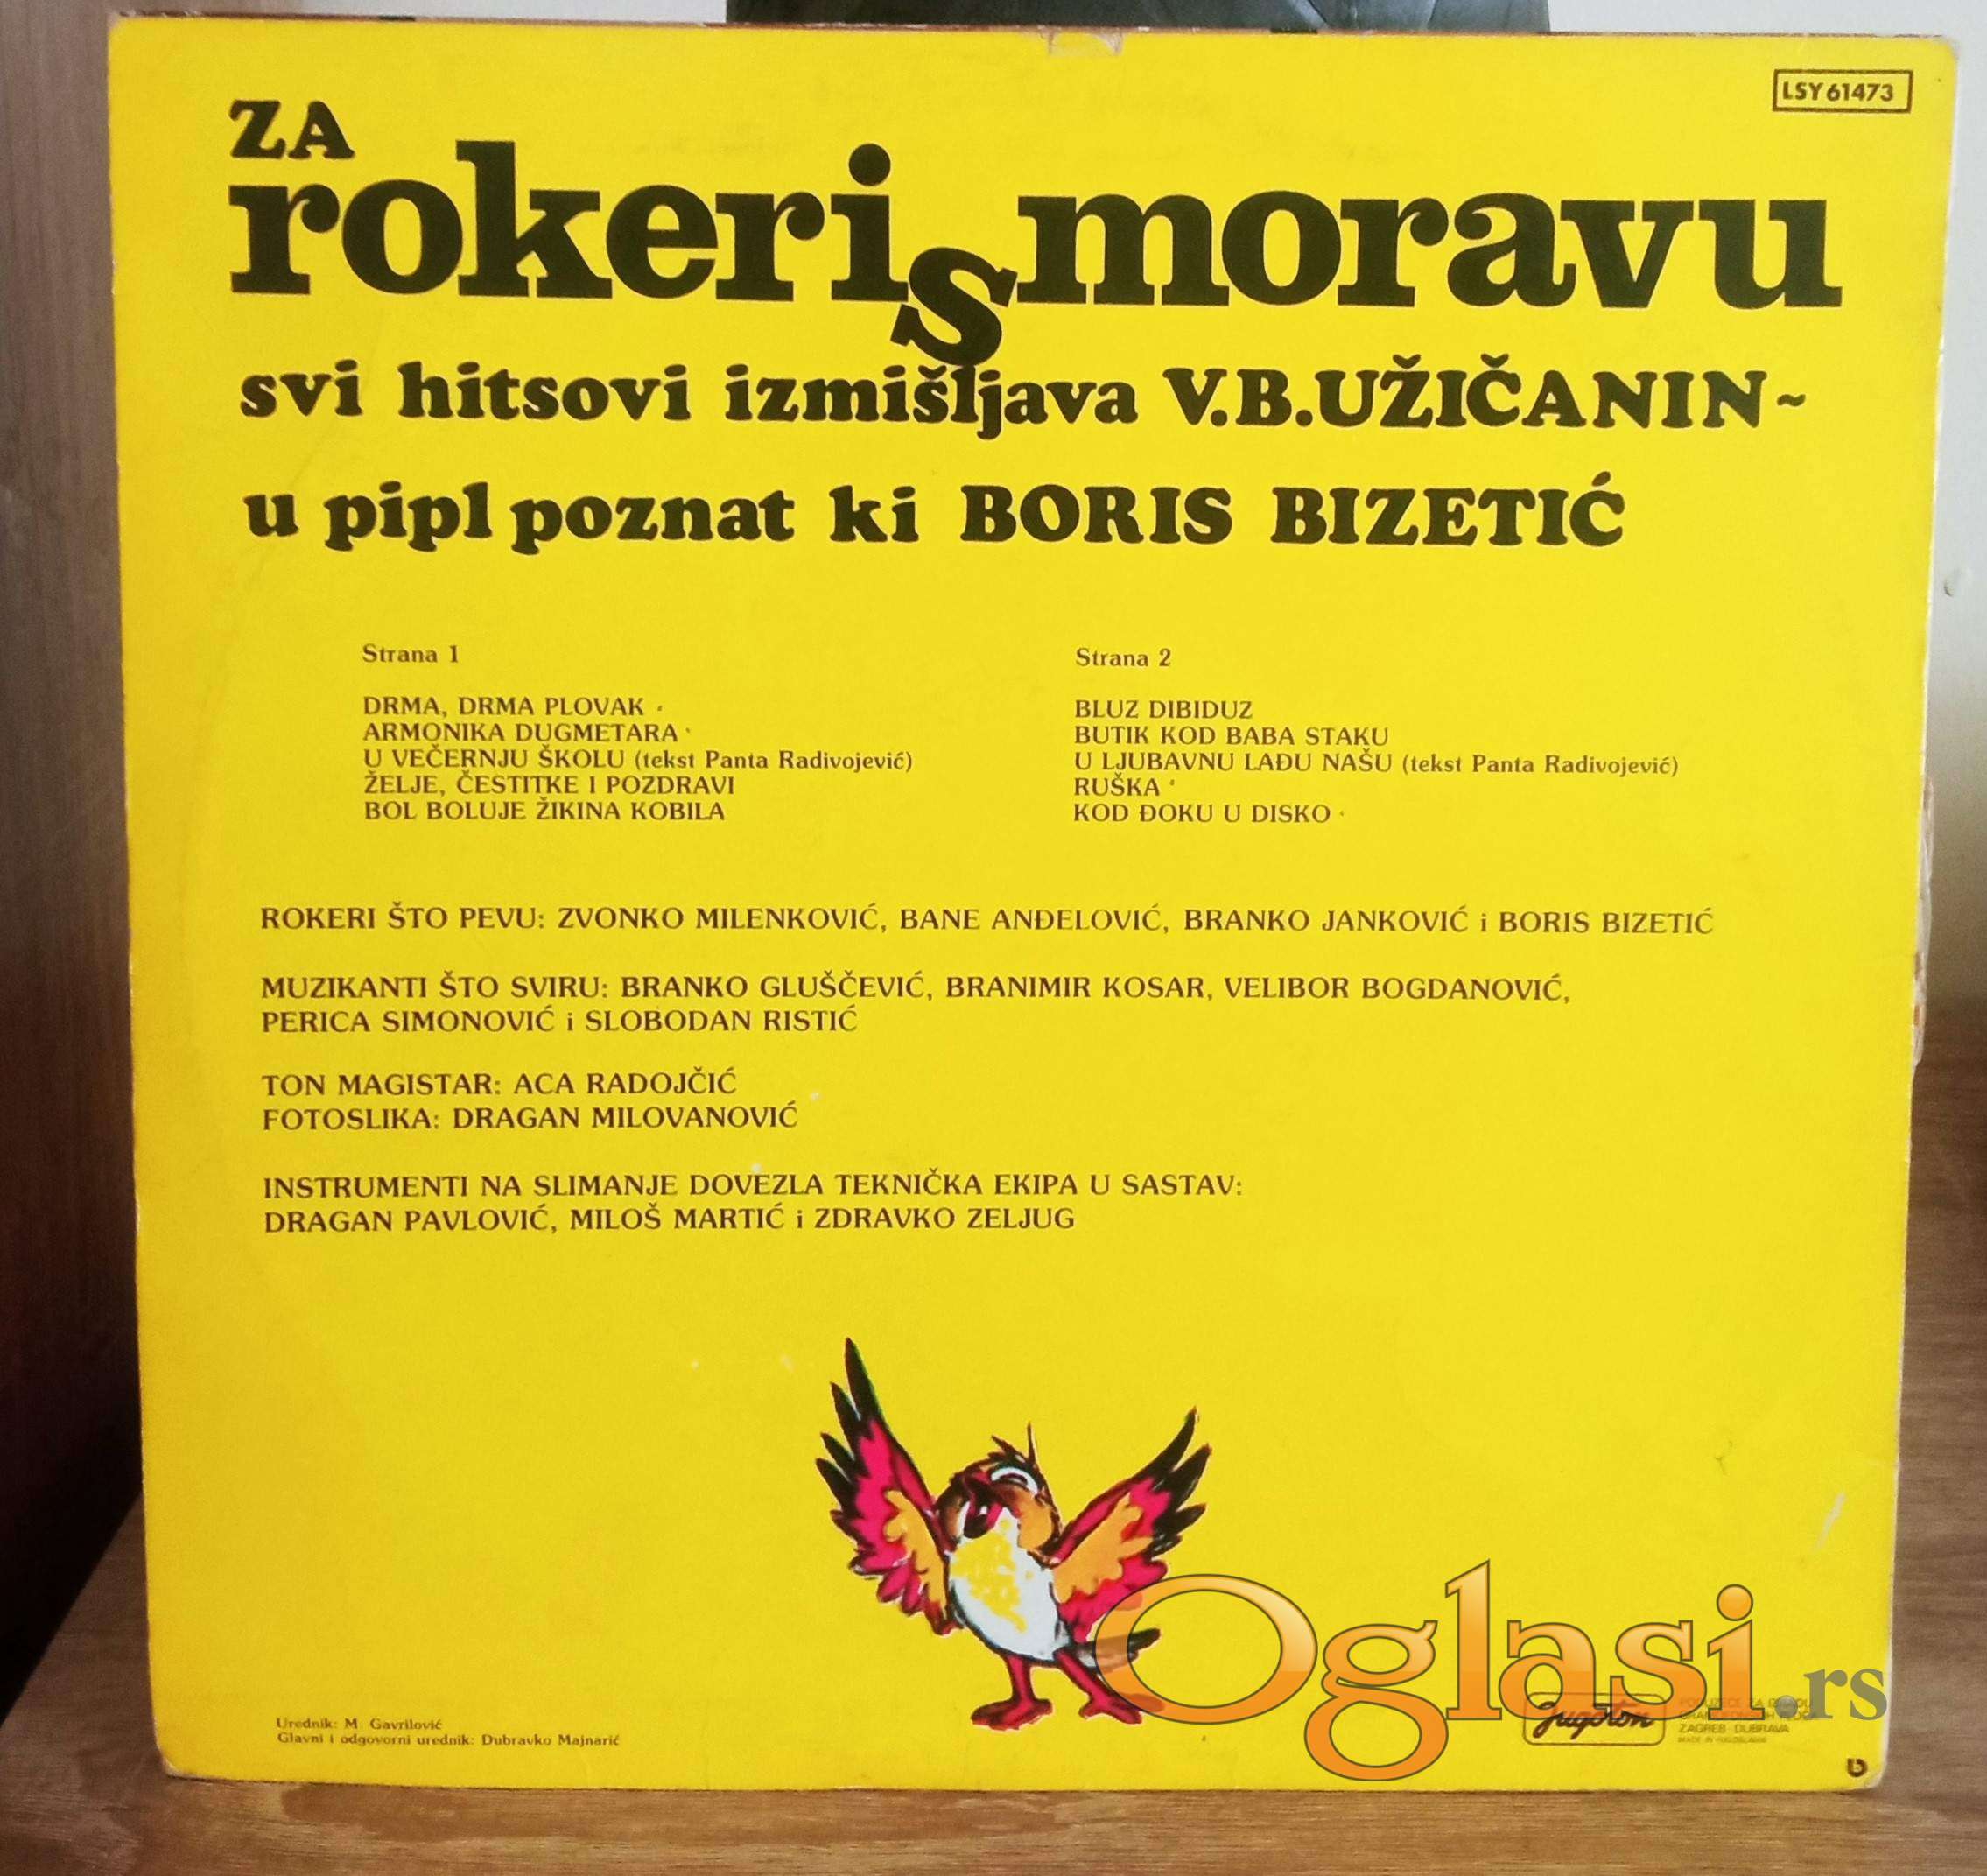 LSY 61473
ZA
rokeri s moravu
svi hitsovi izmišljava V.B.UŽIČANIN~
u pipl poznat ki BORIS BIZETIĆ
Strana 1
DRMA, DRMA PLOVAK
ARMONIKA DUGMETARA
U VEČERNJU ŠKOLU (tekst Panta Radivojević)
ŽELJE, ČESTITKE I POZDRAVI
BOL BOLUJE ŽIKINA KOBILA
Strana 2
BLUZ DIBIDUZ
BUTIK KOD BABA STAKU
U LJUBAVNU LAĐU NAŠU (tekst Panta Radivojević)
RUŠKA
KOD ĐOKU U DISKO
ROKERI ŠTO PEVU: ZVONKO MILENKOVIĆ, BANE ANĐELOVIĆ, BRANKO JANKOVIĆ i BORIS BIZETIĆ
MUZIKANTI ŠTO SVIRU: BRANKO GLUŠČEVIĆ, BRANIMIR KOSAR, VELIBOR BOGDANOVIĆ,
PERICA SIMONOVIĆ i SLOBODAN RISTIĆ
TON MAGISTAR: ACA RADOJČIĆ
FOTOSLIKA: DRAGAN MILOVANOVIĆ
INSTRUMENTI NA SLIMANJE DOVEZLA TEKNIČKA EKIPA U SASTAV:
DRAGAN PAVLOVIĆ, MILOŠ MARTIĆ i ZDRAVKO ZELJUG
Urednik: M. Gavrilović
Glavni i odgovorni urednik: Dubravko Majnarić
Oglasi.rs
Jugoton
ZAGREB DUBRAVA